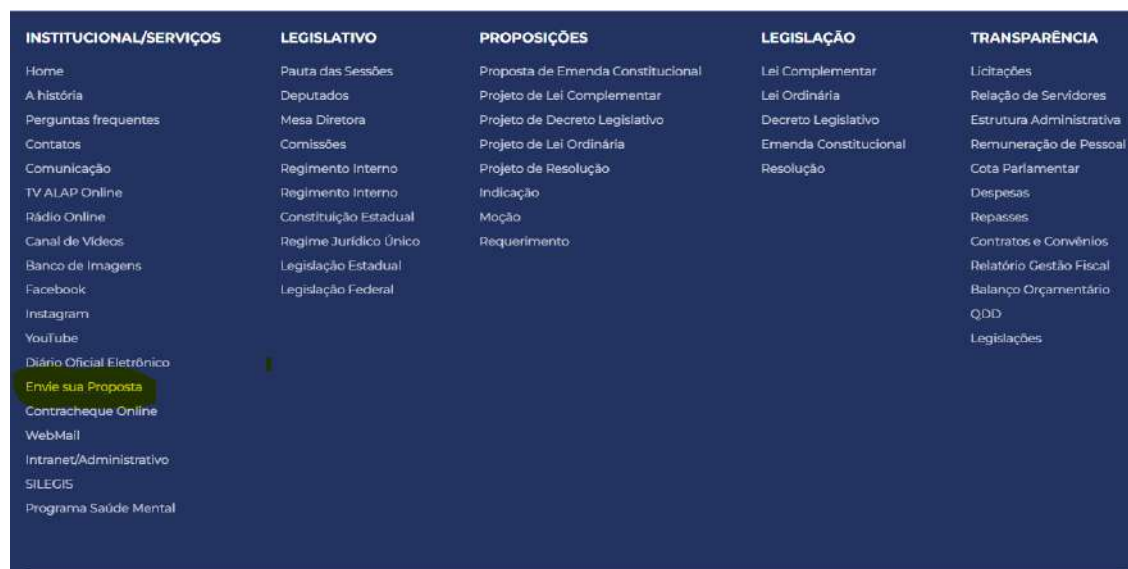 INSTITUCIONAL/SERVIÇOS
Home
A história
Perguntas frequentes
Contatos
Comunicação
TV ALAP Online
Rádio Online
Canal de Vídeos
Banco de Imagens
Facebook
Instagram
YouTube
Diário Oficial Eletrônico
Envie sua Proposta
Contracheque Online
WebMail
Intranet/Administrativo
SILEGIS
Programa Saúde Mental
LEGISLATIVO
Pauta das Sessões
Deputados
Mesa Diretora
Comissões
Regimento Interno
Regimento Interno
Constituição Estadual
Regime Jurídico Único
Legislação Estadual
Legislação Federal
PROPOSIÇÕES
Proposta de Emenda Constitucional
Projeto de Lei Complementar
Projeto de Decreto Legislativo
Projeto de Lei Ordinária
Projeto de Resolução
Indicação
Moção
Requerimento
LEGISLAÇÃO
Lei Complementar
Lei Ordinária
Decreto Legislativo
Emenda Constitucional
Resolução
TRANSPARÊNCIA
Licitações
Relação de Servidores
Estrutura Administrativa
Remuneração de Pessoal
Cota Parlamentar
Despesas
Repasses
Contratos e Convênios
Relatório Gestão Fiscal
Balanço Orçamentário
QDD
Legislações